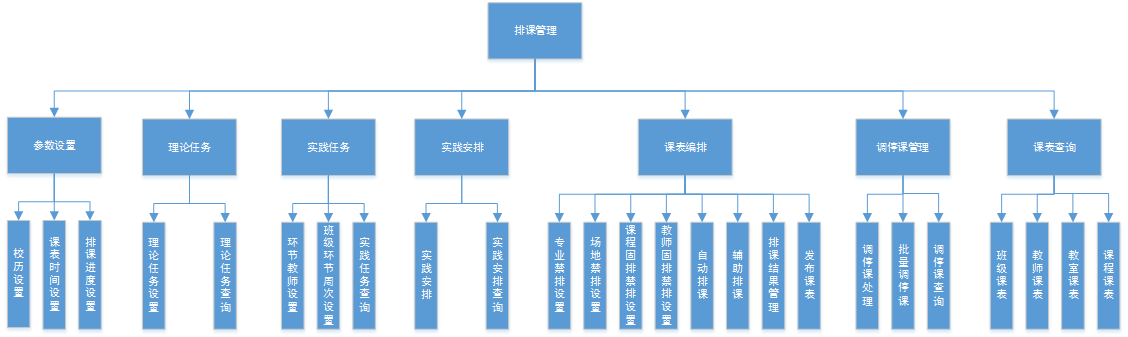 排课管理
参数设置
理论任务
实践任务
实践安排
课表编排
调停课管理
课表查询
校历设置
课表时间设置
排课进度设置
理论任务设置
理论任务查询
环节教师设置
班级环节周次设置
实践任务查询
实践安排
实践安排查询
专业禁排设置
场地禁排设置
课程固排禁排设置
教师固排禁排设置
自动排课
辅助排课
排课结果管理
发布课表
调停课处理
批量调停课
调停课查询
班级课表
教师课表
教室课表
课程课表